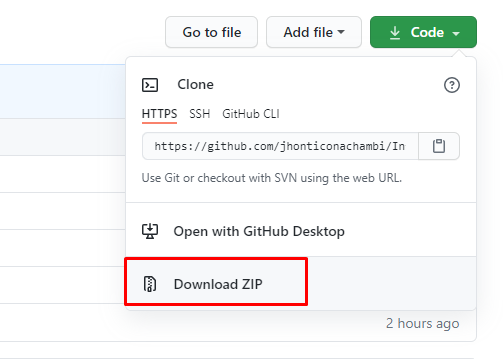 Go to file Add file Code
Clone
HTTPS SSH GitHub CLI
https://github.com/jhonticonachambi/In
Use Git or checkout with SVN using the web URL.
Open with GitHub Desktop
Download ZIP
2 hours ago